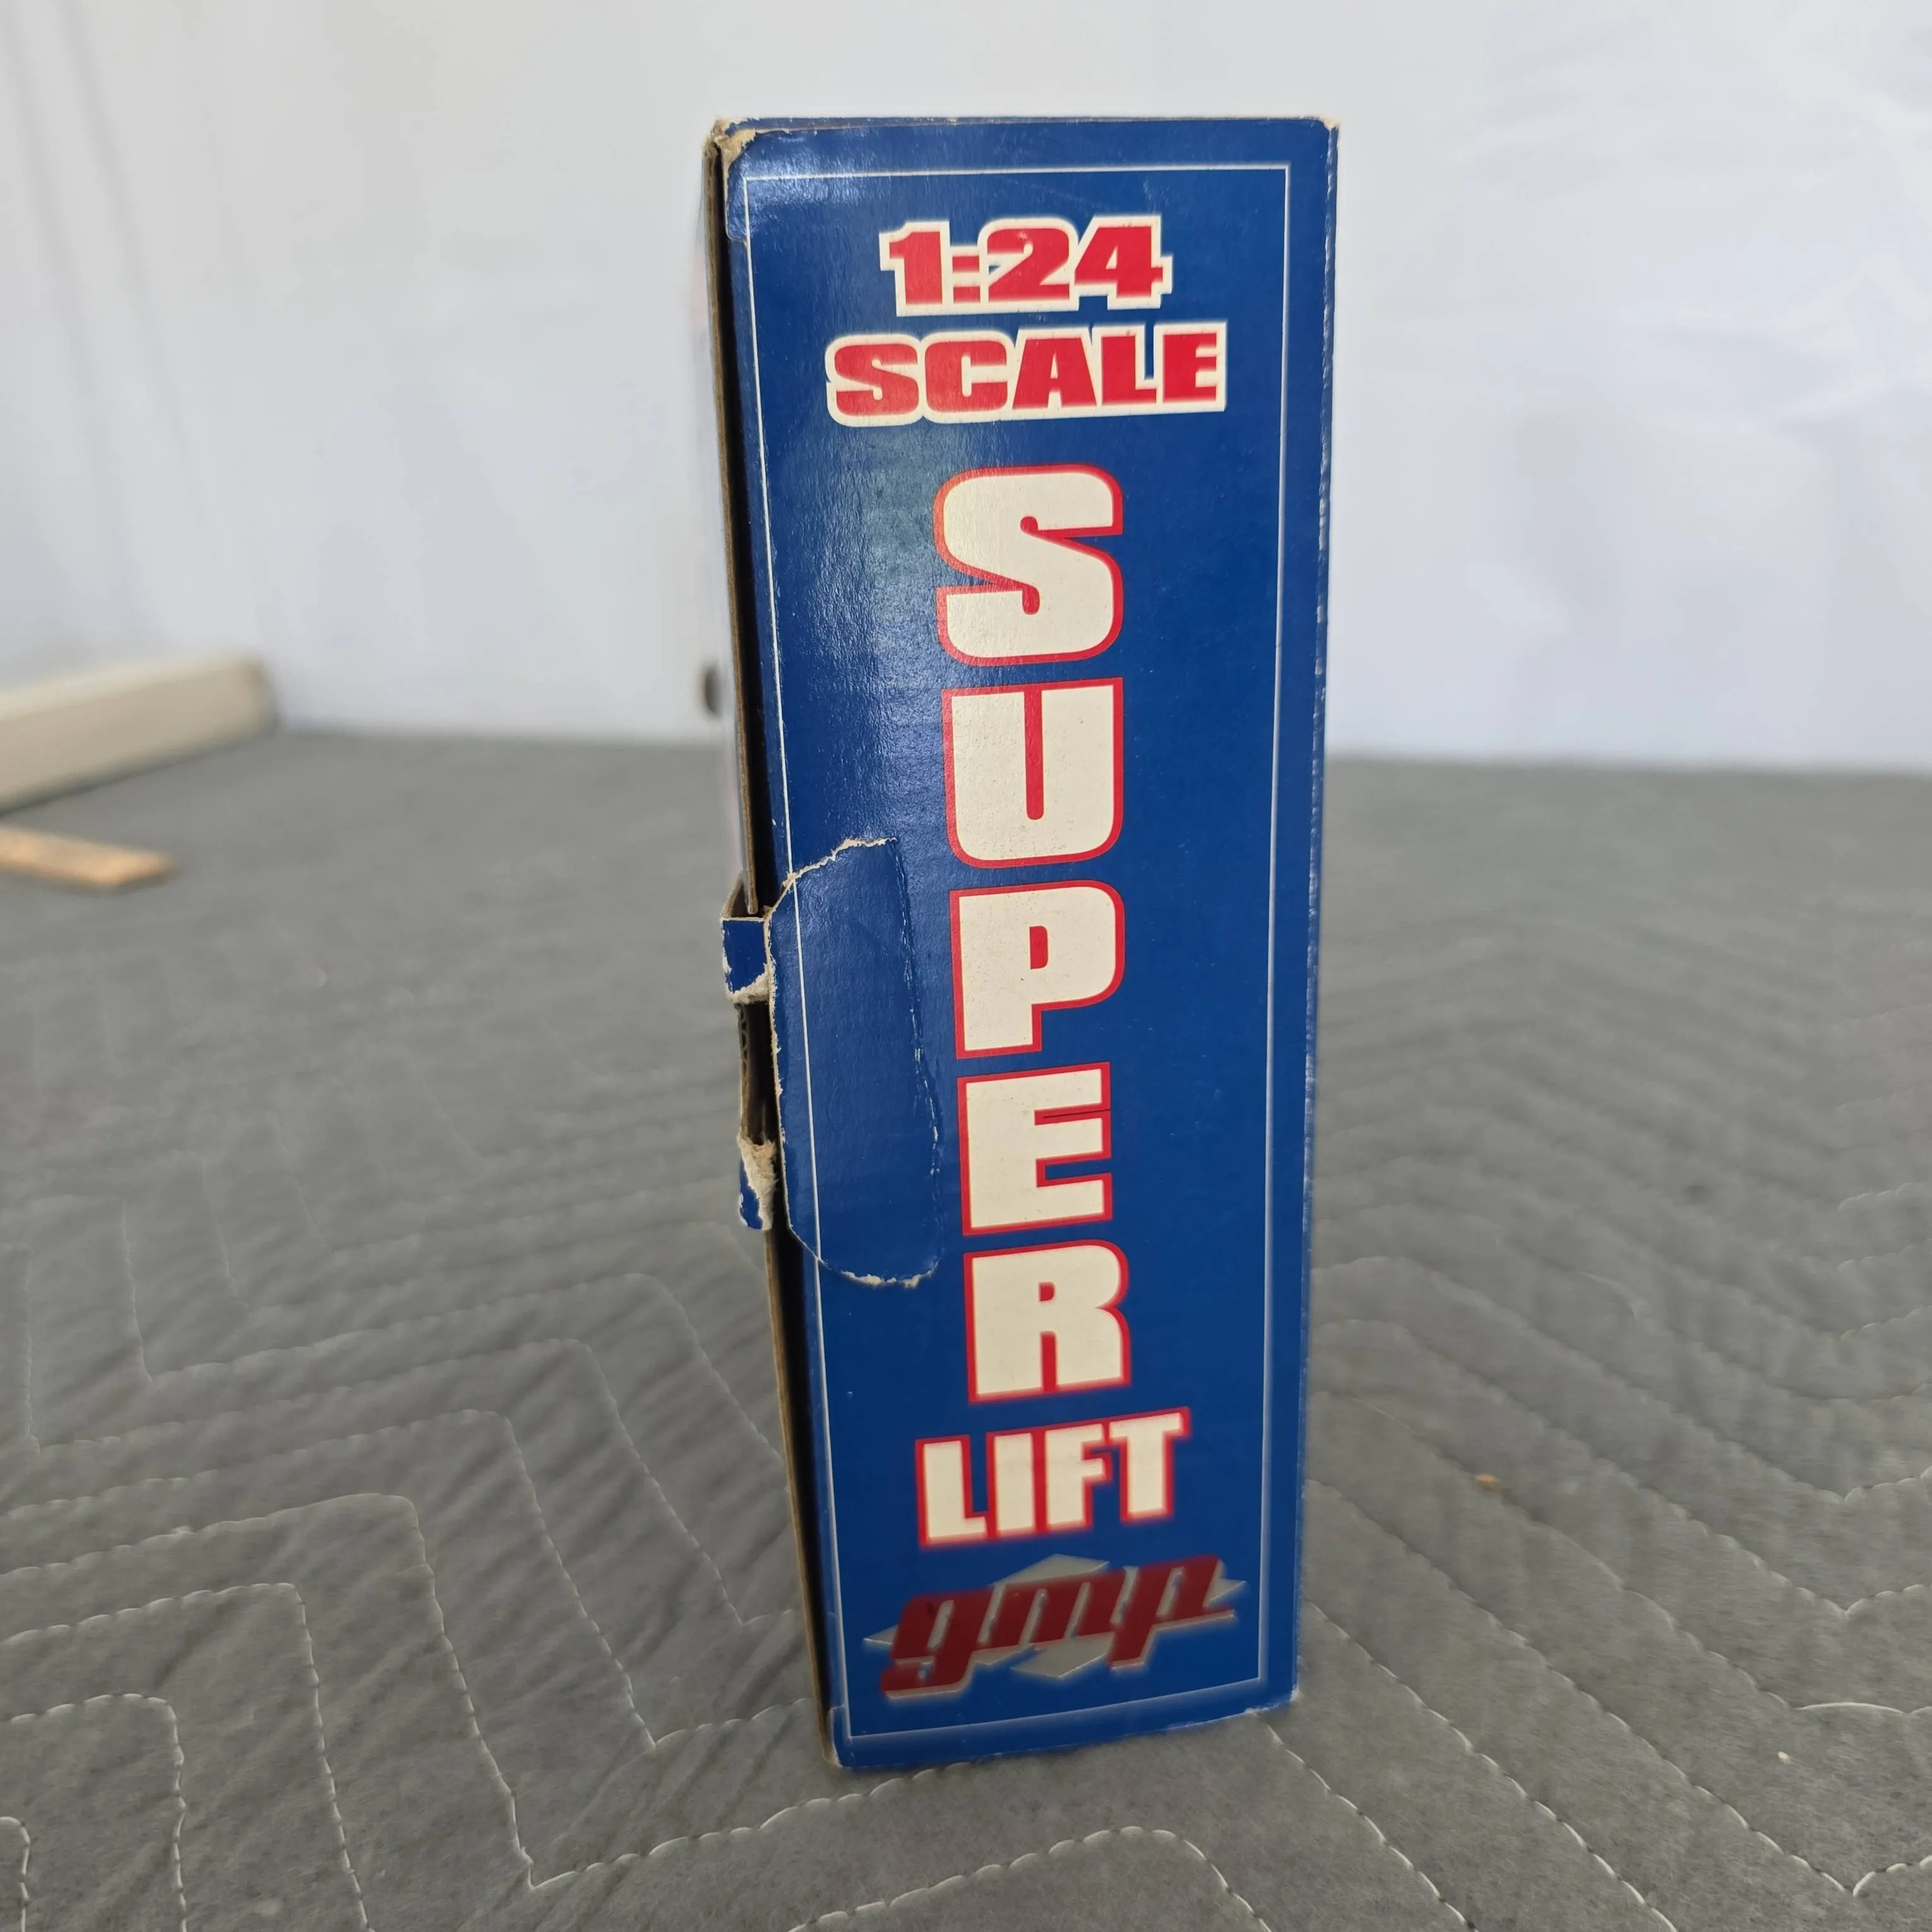 1:24
SCALE
SUPER
LIFT
gmp